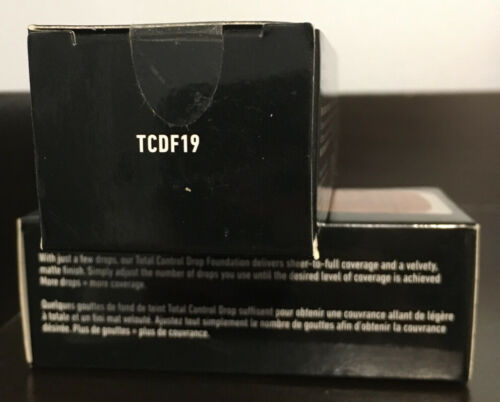 TCDF19
With just a few drops, our Total Control Drop Foundation delivers sheer-to-full coverage and a velvety,
matte finish. Simply adjust the number of drops you use until the desired level of coverage is achieved
More drops = more coverage.
Quelques gouttes de fond de teint Total Control Drop suffisent pour obtenir une couvrance allant de légère
à totale et un fini mat velouté. Ajustez tout simplement le nombre de gouttes afin d'obtenir la couvrance
désirée. Plus de gouttes = plus de couvrance.